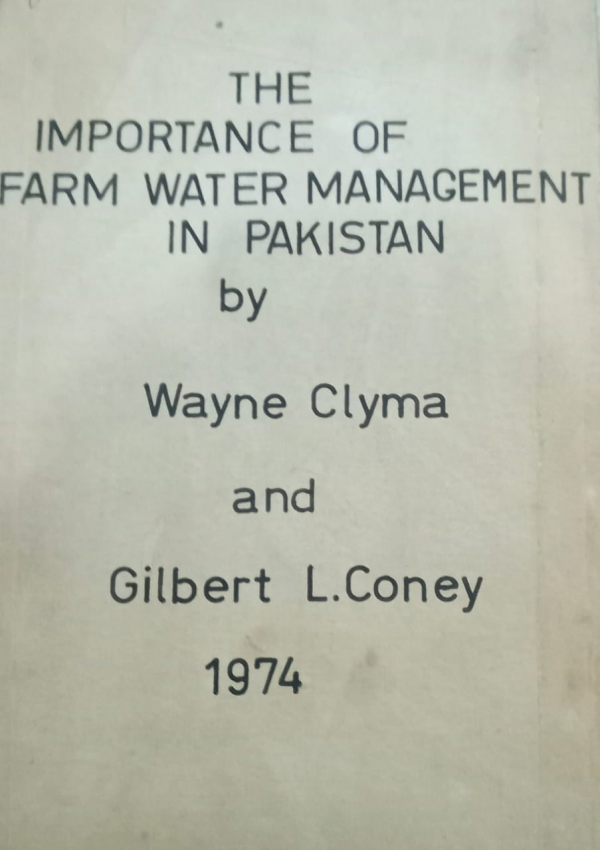 THE
IMPORTANCE OF
FARM WATER MANAGEMENT
IN PAKISTAN
by
Wayne Clyma
and
Gilbert L.Coney
1974